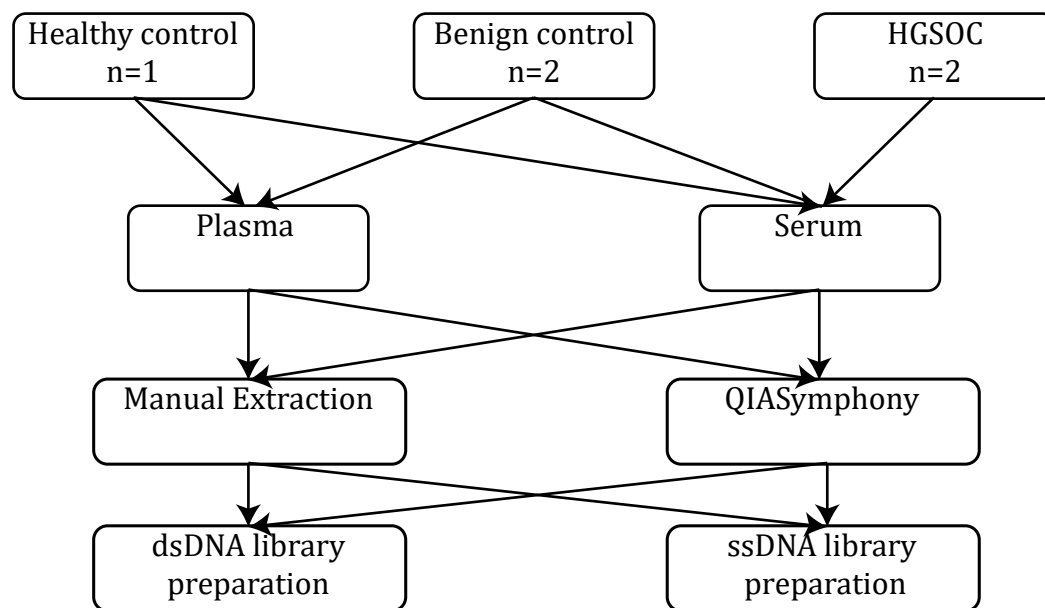 Healthy control
n=1
Benign control
n=2
HGSOC
n=2
Plasma
Serum
Manual Extraction
QIASymphony
dsDNA library
preparation
ssDNA library
preparation